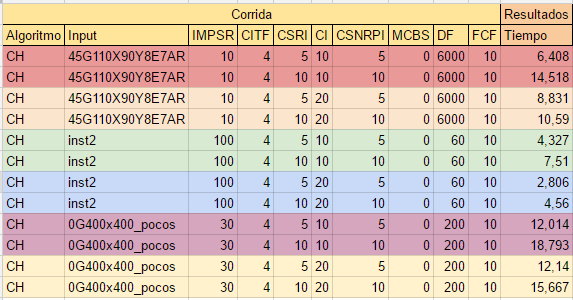 Corrida Resultados
Algoritmo Input IMPSR CITF CSRI CI CSNRPI MCBS DF FCF Tiempo
CH 45G110X90Y8E7AR 10 4 5 10 5 0 6000 10 6,408
CH 45G110X90Y8E7AR 10 4 10 10 10 0 6000 10 14,518
CH 45G110X90Y8E7AR 10 4 5 20 5 0 6000 10 8,831
CH 45G110X90Y8E7AR 10 4 10 20 10 0 6000 10 10,59
CH inst2 100 4 5 10 5 0 60 10 4,327
CH inst2 100 4 10 10 10 0 60 10 7,51
CH inst2 100 4 5 20 5 0 60 10 2,806
CH inst2 100 4 10 20 10 0 60 10 4,56
CH 0G400x400_pocos 30 4 5 10 5 0 200 10 12,014
CH 0G400x400_pocos 30 4 10 10 10 0 200 10 18,793
CH 0G400x400_pocos 30 4 5 20 5 0 200 10 12,14
CH 0G400x400_pocos 30 4 10 20 10 0 200 10 15,667